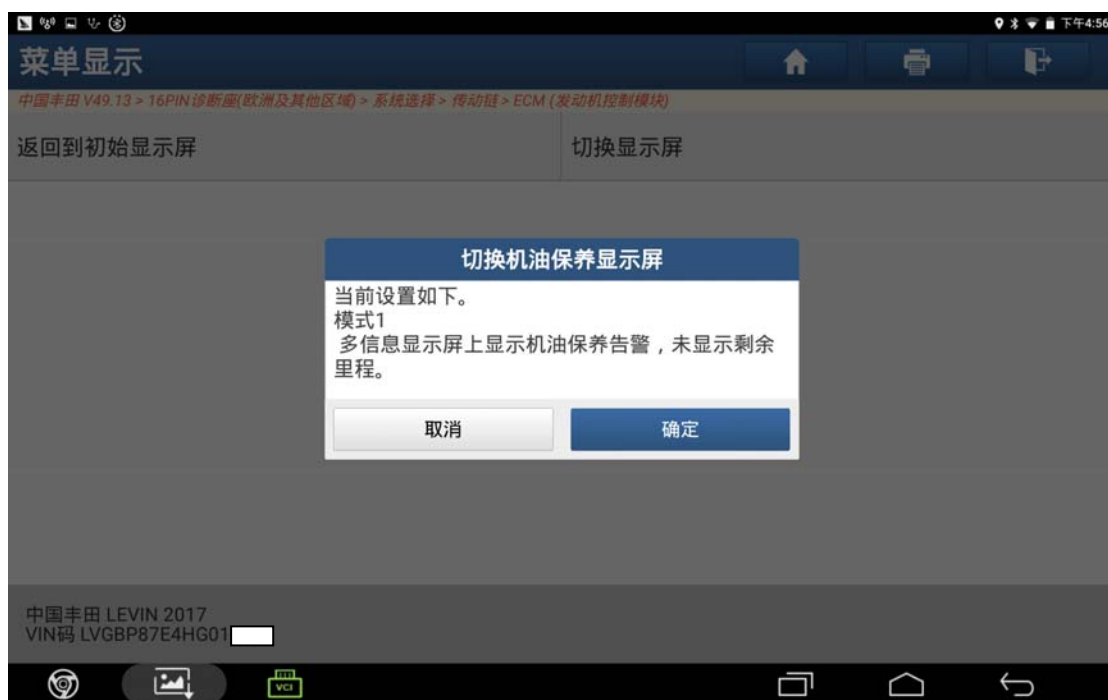 下午4:56
菜单显示
中国丰田 V49.13 > 16PIN诊断座(欧洲及其他区域) > 系统选择 > 传动链 > ECM (发动机控制模块)
返回到初始显示屏
切换显示屏
切换机油保养显示屏
当前设置如下。
模式1
多信息显示屏上显示机油保养告警，未显示剩余
里程。
取消
确定
中国丰田 LEVIN 2017
VIN码 LVGBP87E4HG01
VCI